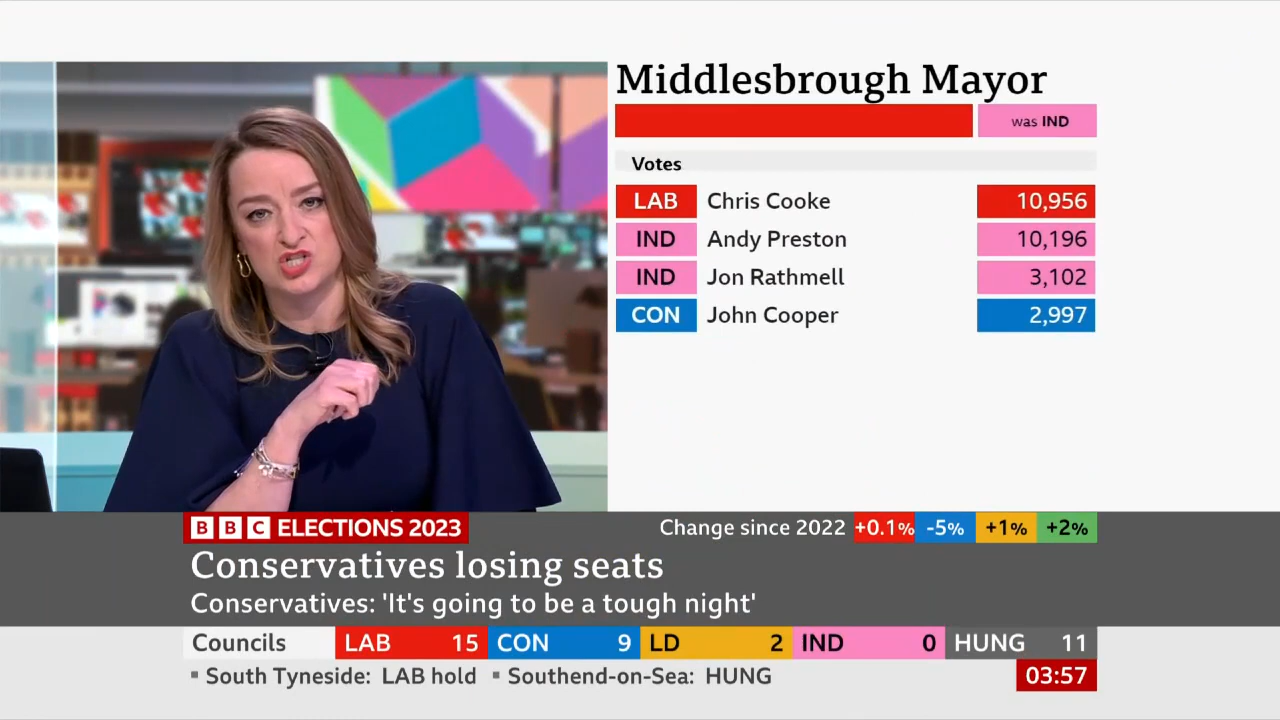 Middlesbrough Mayor
was IND
Votes
LAB Chris Cooke 10,956
IND Andy Preston 10,196
IND Jon Rathmell 3,102
CON John Cooper 2,997
BBC ELECTIONS 2023 Change since 2022 +0.1% -5% +1% +2%
Conservatives losing seats
Conservatives: 'It's going to be a tough night'
Councils LAB 15 CON 9 LD 2 IND 0 HUNG 11
▪ South Tyneside: LAB hold ▪ Southend-on-Sea: HUNG 03:57